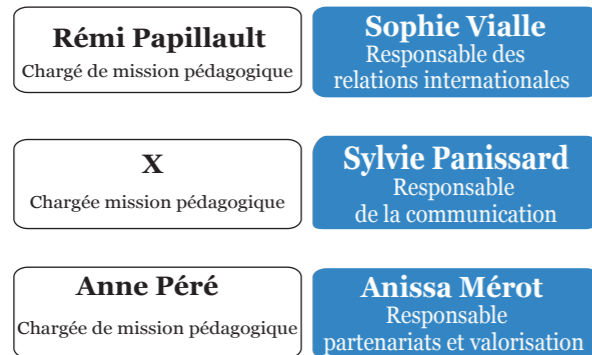 Rémi Papillault
Chargé de mission pédagogique
Sophie Vialle
Responsable des
relations internationales
X
Chargée mission pédagogique
Sylvie Panissard
Responsable
de la communication
Anne Péré
Chargée de mission pédagogique
Anissa Mérot
Responsable
partenariats et valorisation